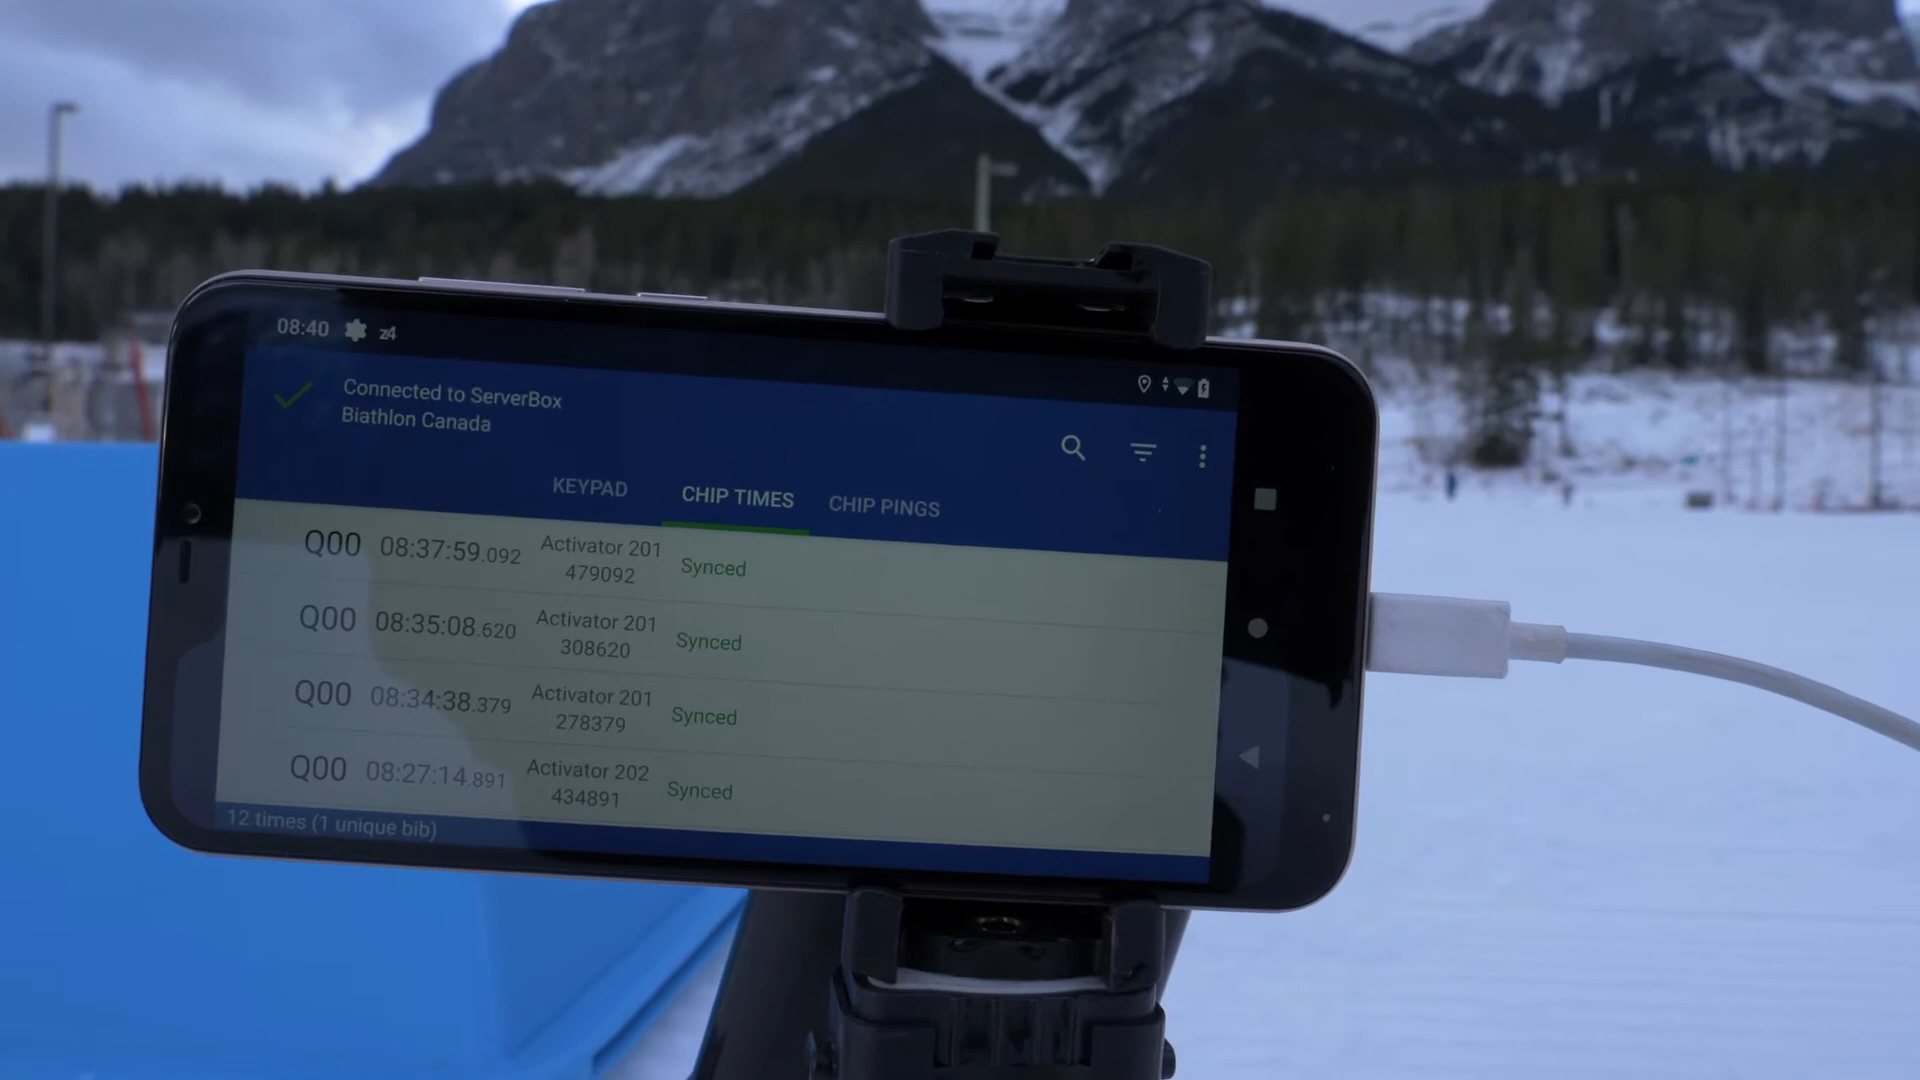 08:40 z4
Connected to ServerBox
Biathlon Canada
KEYPAD CHIP TIMES CHIP PINGS
Q00 08:37:59.092 Activator 201 479092 Synced
Q00 08:35:08.620 Activator 201 308620 Synced
Q00 08:34:38.379 Activator 201 278379 Synced
Q00 08:27:14.891 Activator 202 434891 Synced
12 times (1 unique bib)